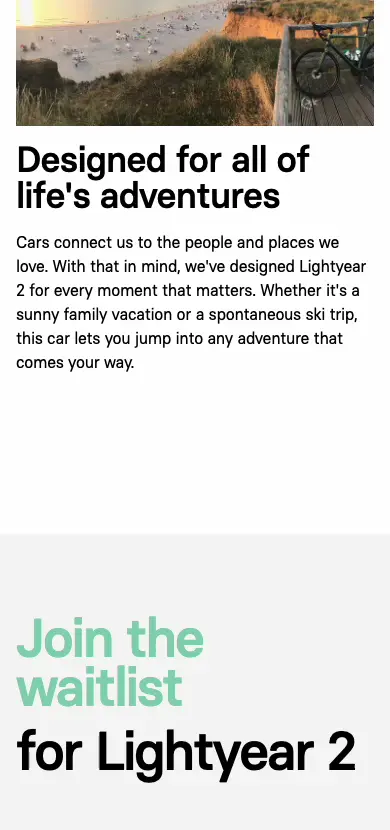 Designed for all of
life's adventures
Cars connect us to the people and places we
love. With that in mind, we've designed Lightyear
2 for every moment that matters. Whether it's a
sunny family vacation or a spontaneous ski trip,
this car lets you jump into any adventure that
comes your way.
Join the
waitlist
for Lightyear 2